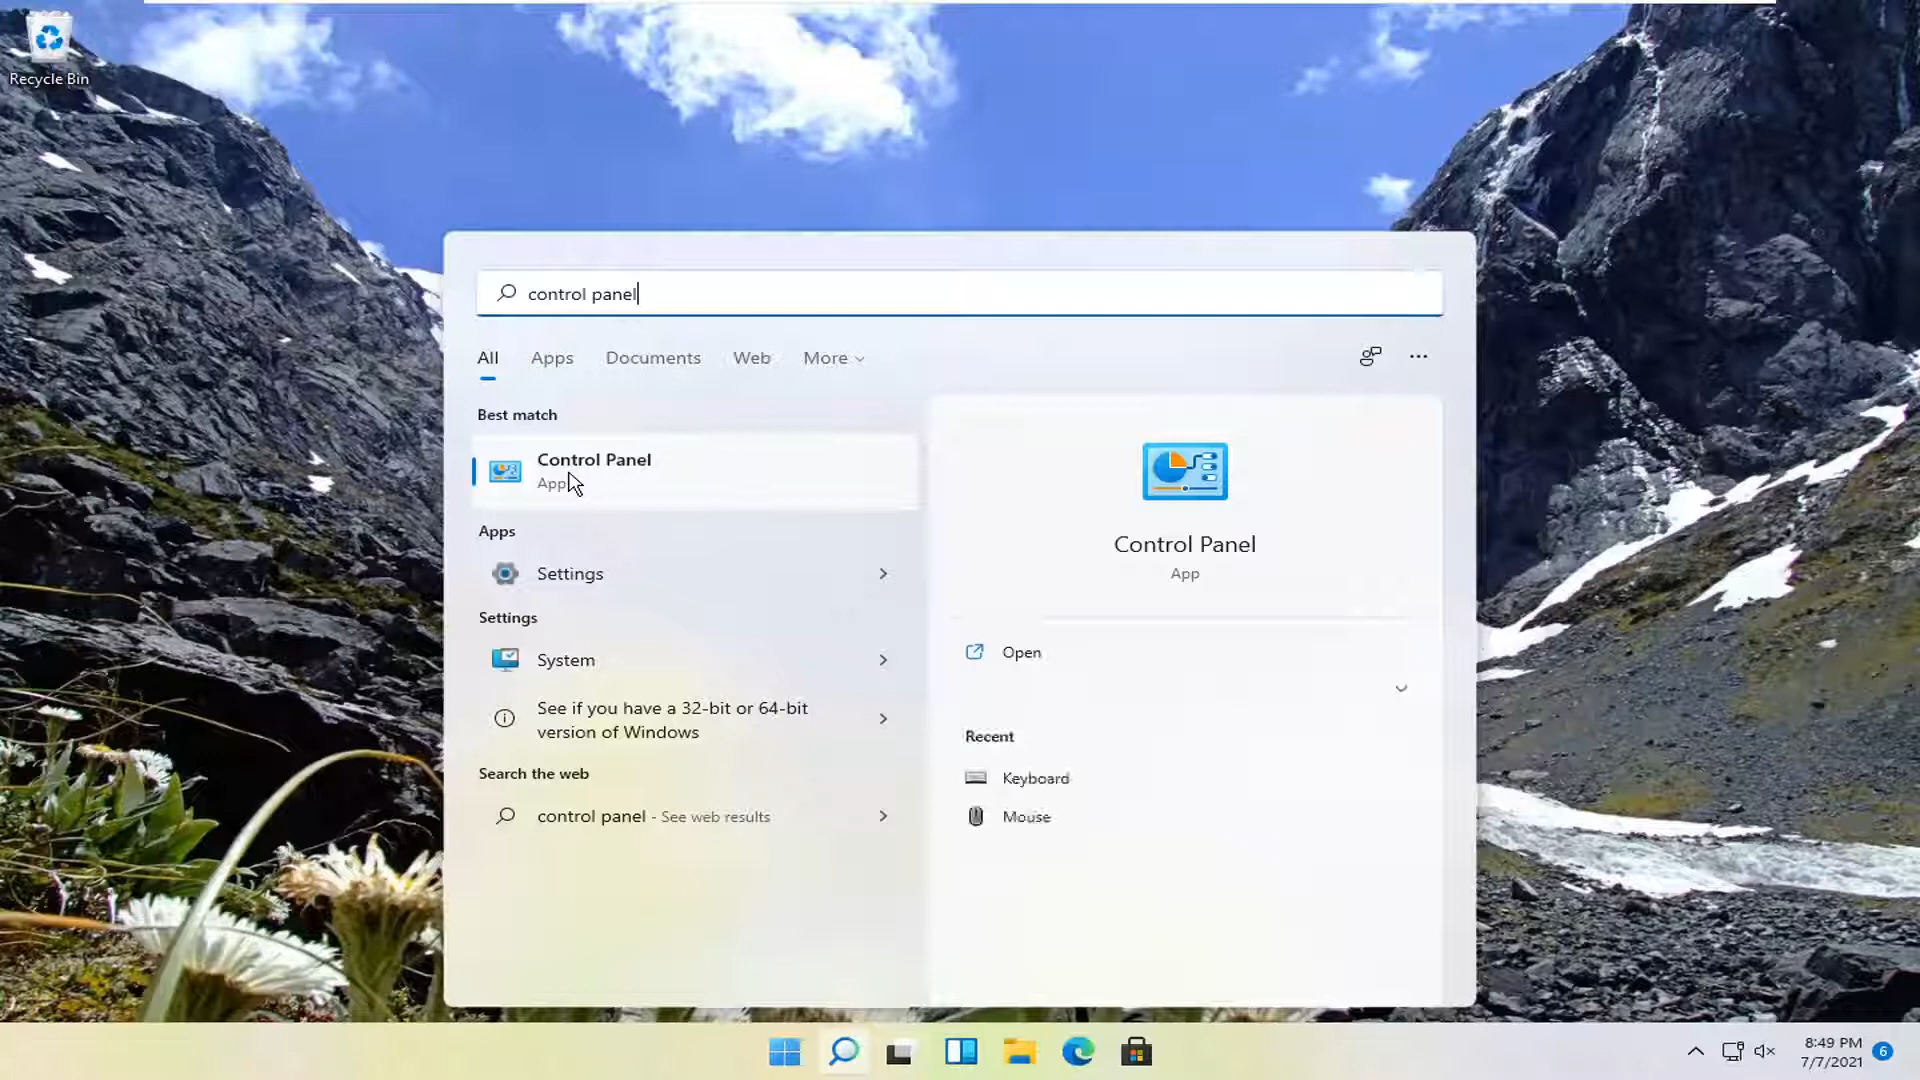 Recycle Bin
control panel
All Apps Documents Web More
Best match
Control Panel
App
Apps
Settings
Settings
System
See if you have a 32-bit or 64-bit
version of Windows
Search the web
control panel - See web results
Control Panel
App
Open
Recent
Keyboard
Mouse
8:49 PM
7/7/2021
6